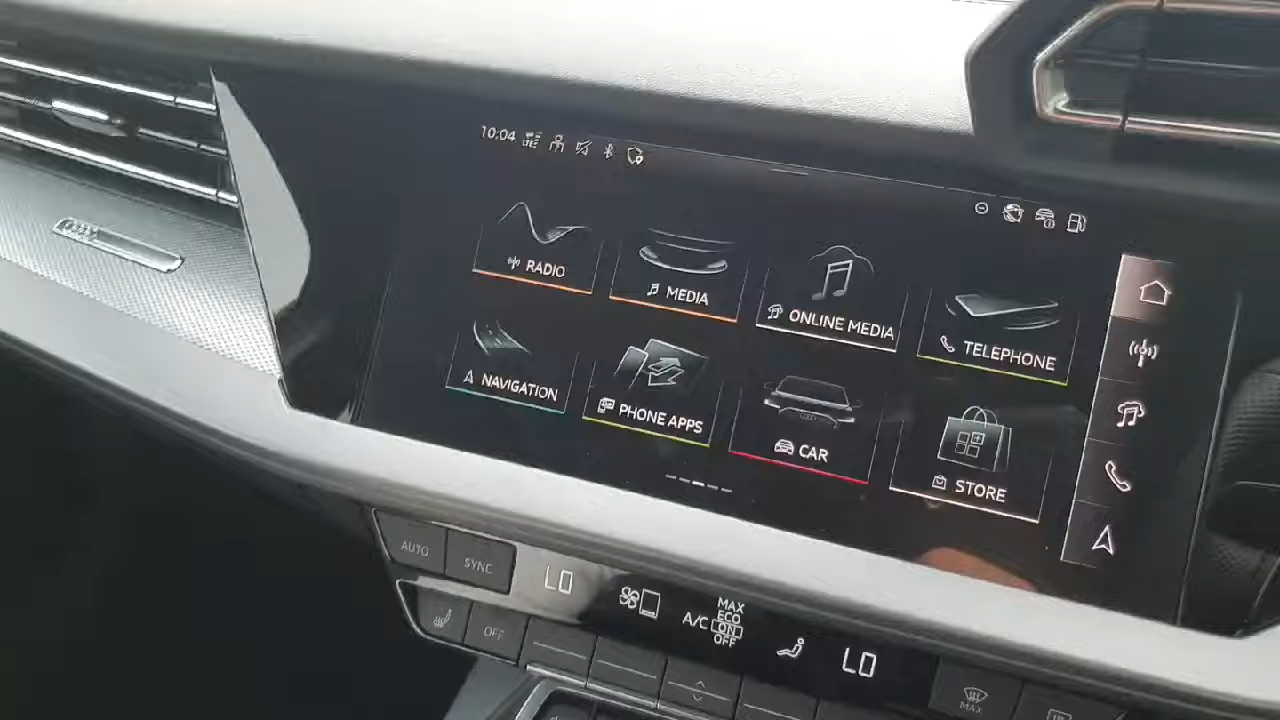 10:04
RADIO
MEDIA
ONLINE MEDIA
TELEPHONE
NAVIGATION
PHONE APPS
CAR
STORE
AUTO
SYNC
LO
A/C
MAX
ECO
ON
OFF
LO
OFF
MAX